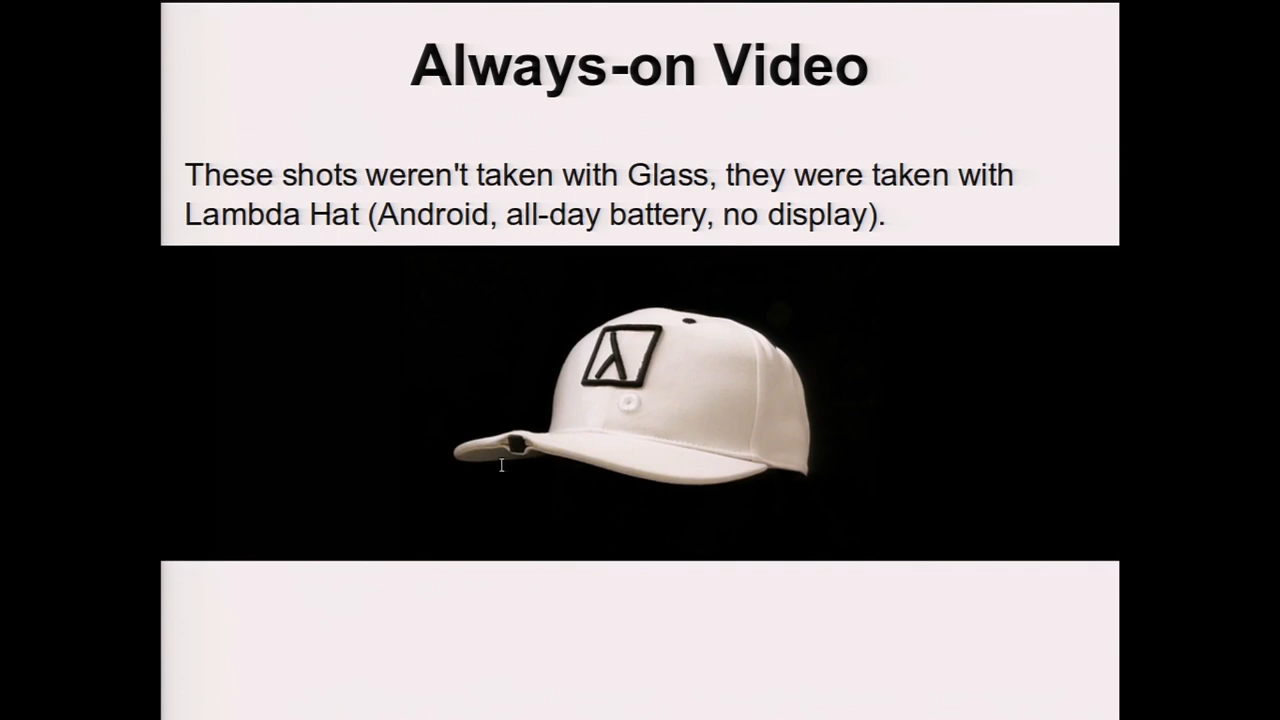 Always-on Video
These shots weren't taken with Glass, they were taken with
Lambda Hat (Android, all-day battery, no display).
λ